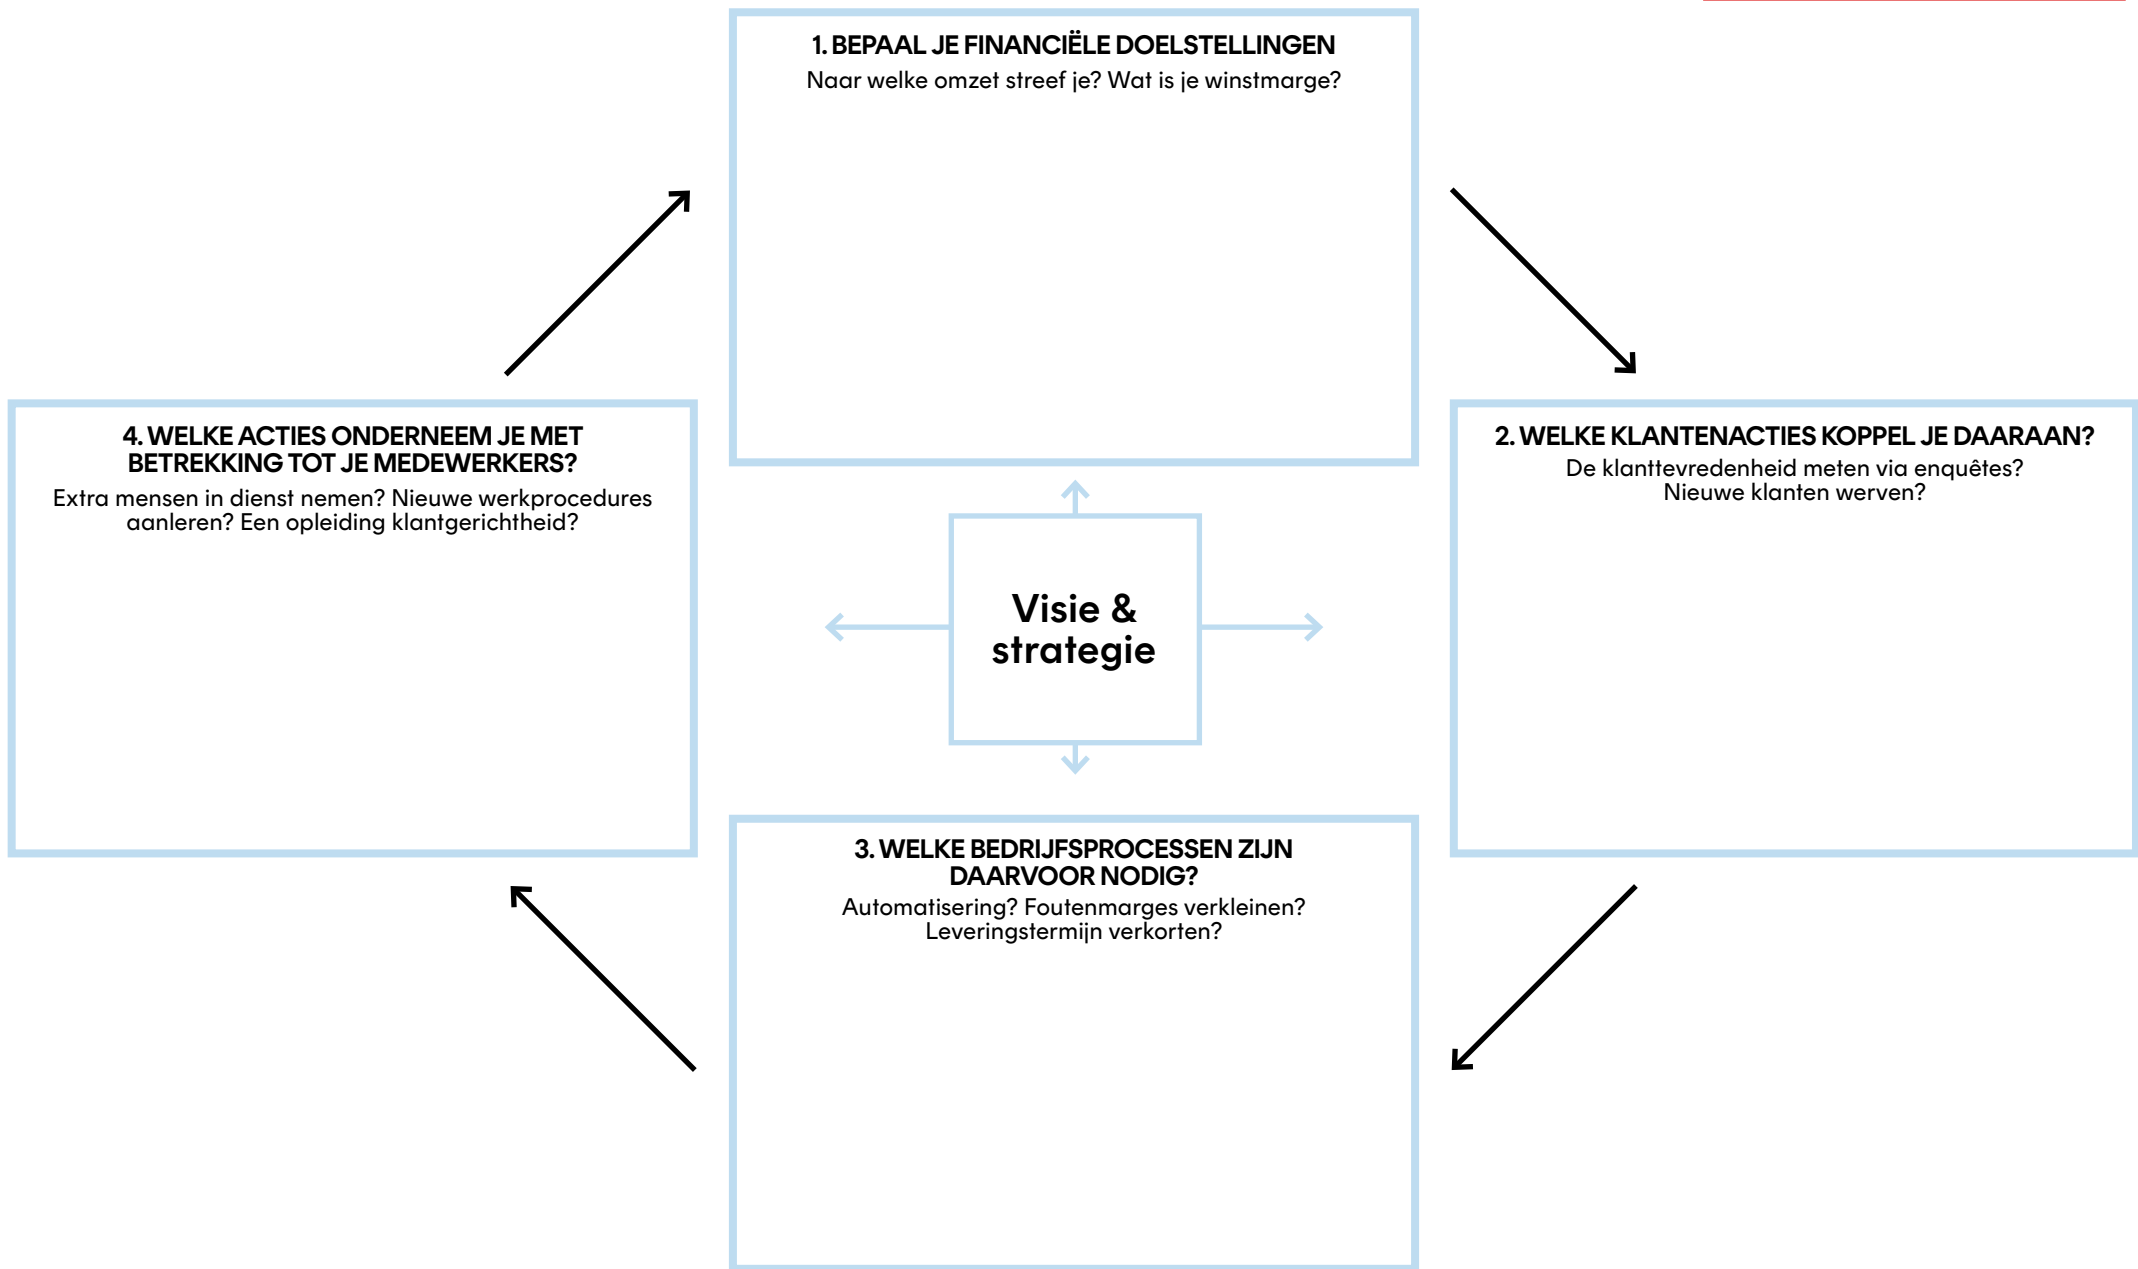 1. BEPAAL JE FINANCIËLE DOELSTELLINGEN
Naar welke omzet streef je? Wat is je winstmarge?
2. WELKE KLANTENACTIES KOPPEL JE DAARAAN?
De klanttevredenheid meten via enquêtes?
Nieuwe klanten werven?
3. WELKE BEDRIJFSPROCESSEN ZIJN
DAARVOOR NODIG?
Automatisering? Foutenmarges verkleinen?
Leveringstermijn verkorten?
4. WELKE ACTIES ONDERNEEM JE MET
BETREKKING TOT JE MEDEWERKERS?
Extra mensen in dienst nemen? Nieuwe werkprocedures
aanleren? Een opleiding klantgerichtheid?
Visie &
strategie